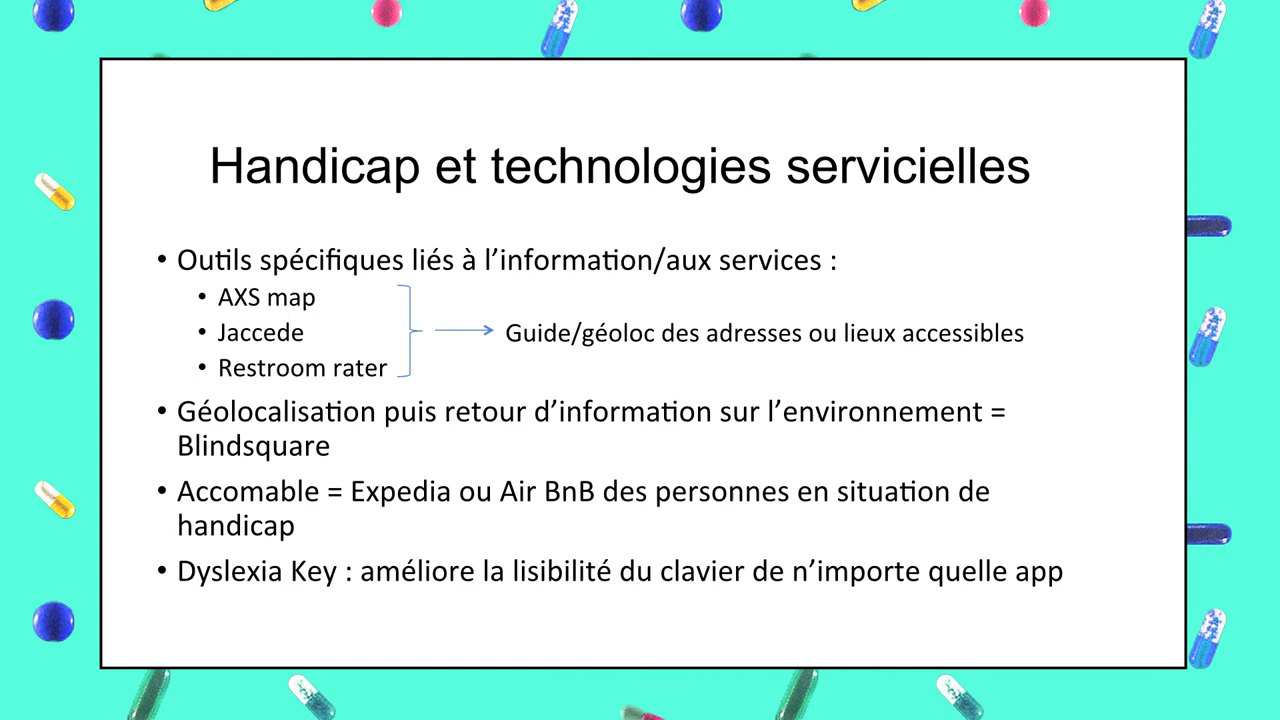 Handicap et technologies servicielles
• Outils spécifiques liés à l’information/aux services :
• AXS map
• Jaccede
• Restroom rater
Guide/géoloc des adresses ou lieux accessibles
• Géolocalisation puis retour d’information sur l’environnement =
Blindsquare
• Accomable = Expedia ou Air BnB des personnes en situation de
handicap
• Dyslexia Key : améliore la lisibilité du clavier de n’importe quelle app